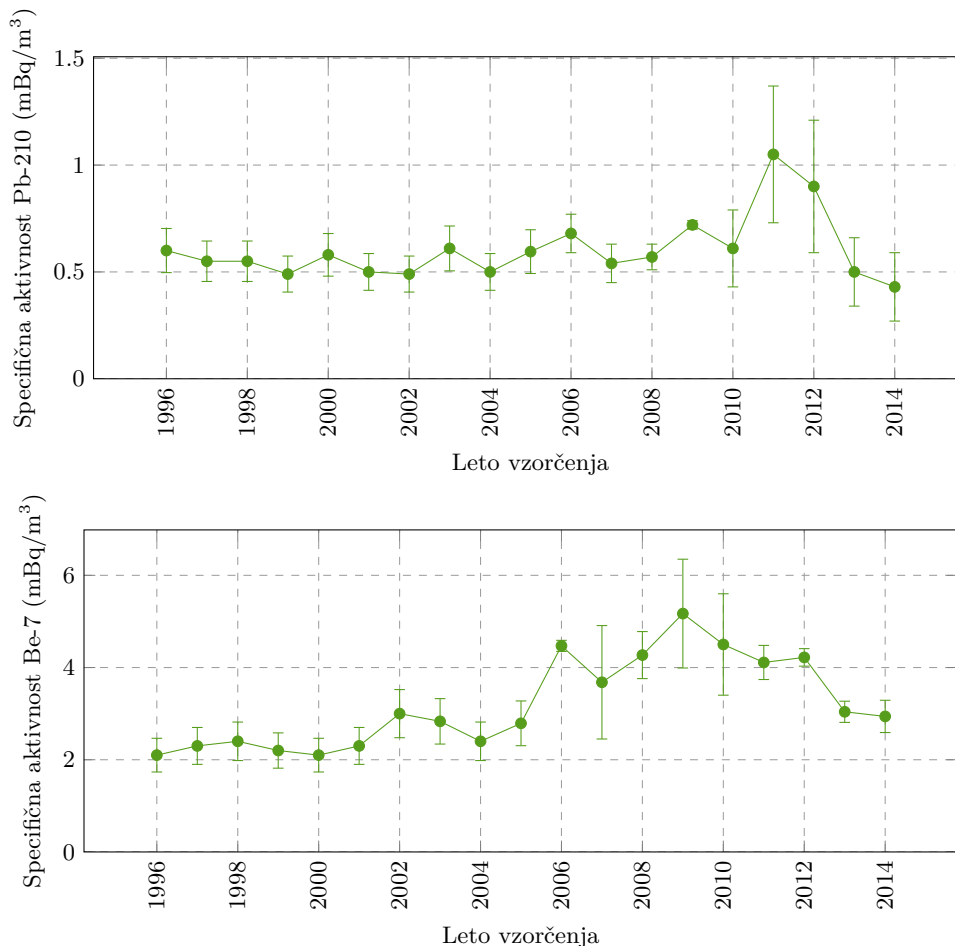 Specifična aktivnost Pb-210 (mBq/m³)
1.5
1
0.5
0
1996 1998 2000 2002 2004 2006 2008 2010 2012 2014
Leto vzorčenja
Specifična aktivnost Be-7 (mBq/m³)
6
4
2
0
1996 1998 2000 2002 2004 2006 2008 2010 2012 2014
Leto vzorčenja